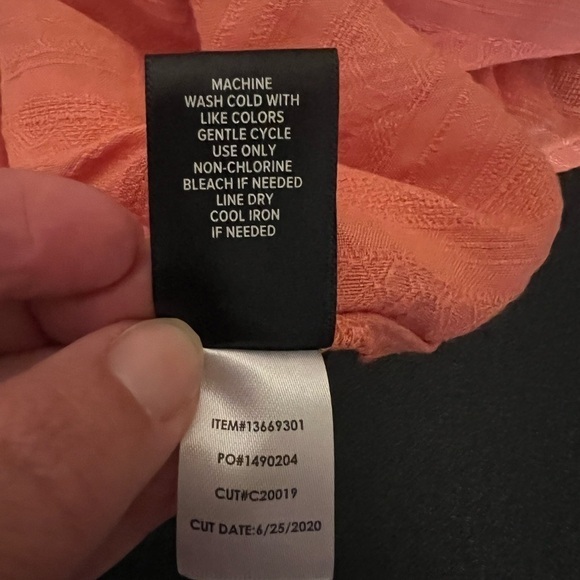 MACHINE
WASH COLD WITH
LIKE COLORS
GENTLE CYCLE
USE ONLY
NON-CHLORINE
BLEACH IF NEEDED
LINE DRY
COOL IRON
IF NEEDED
ITEM#13669301
PO#1490204
CUT#C20019
CUT DATE:6/25/2020